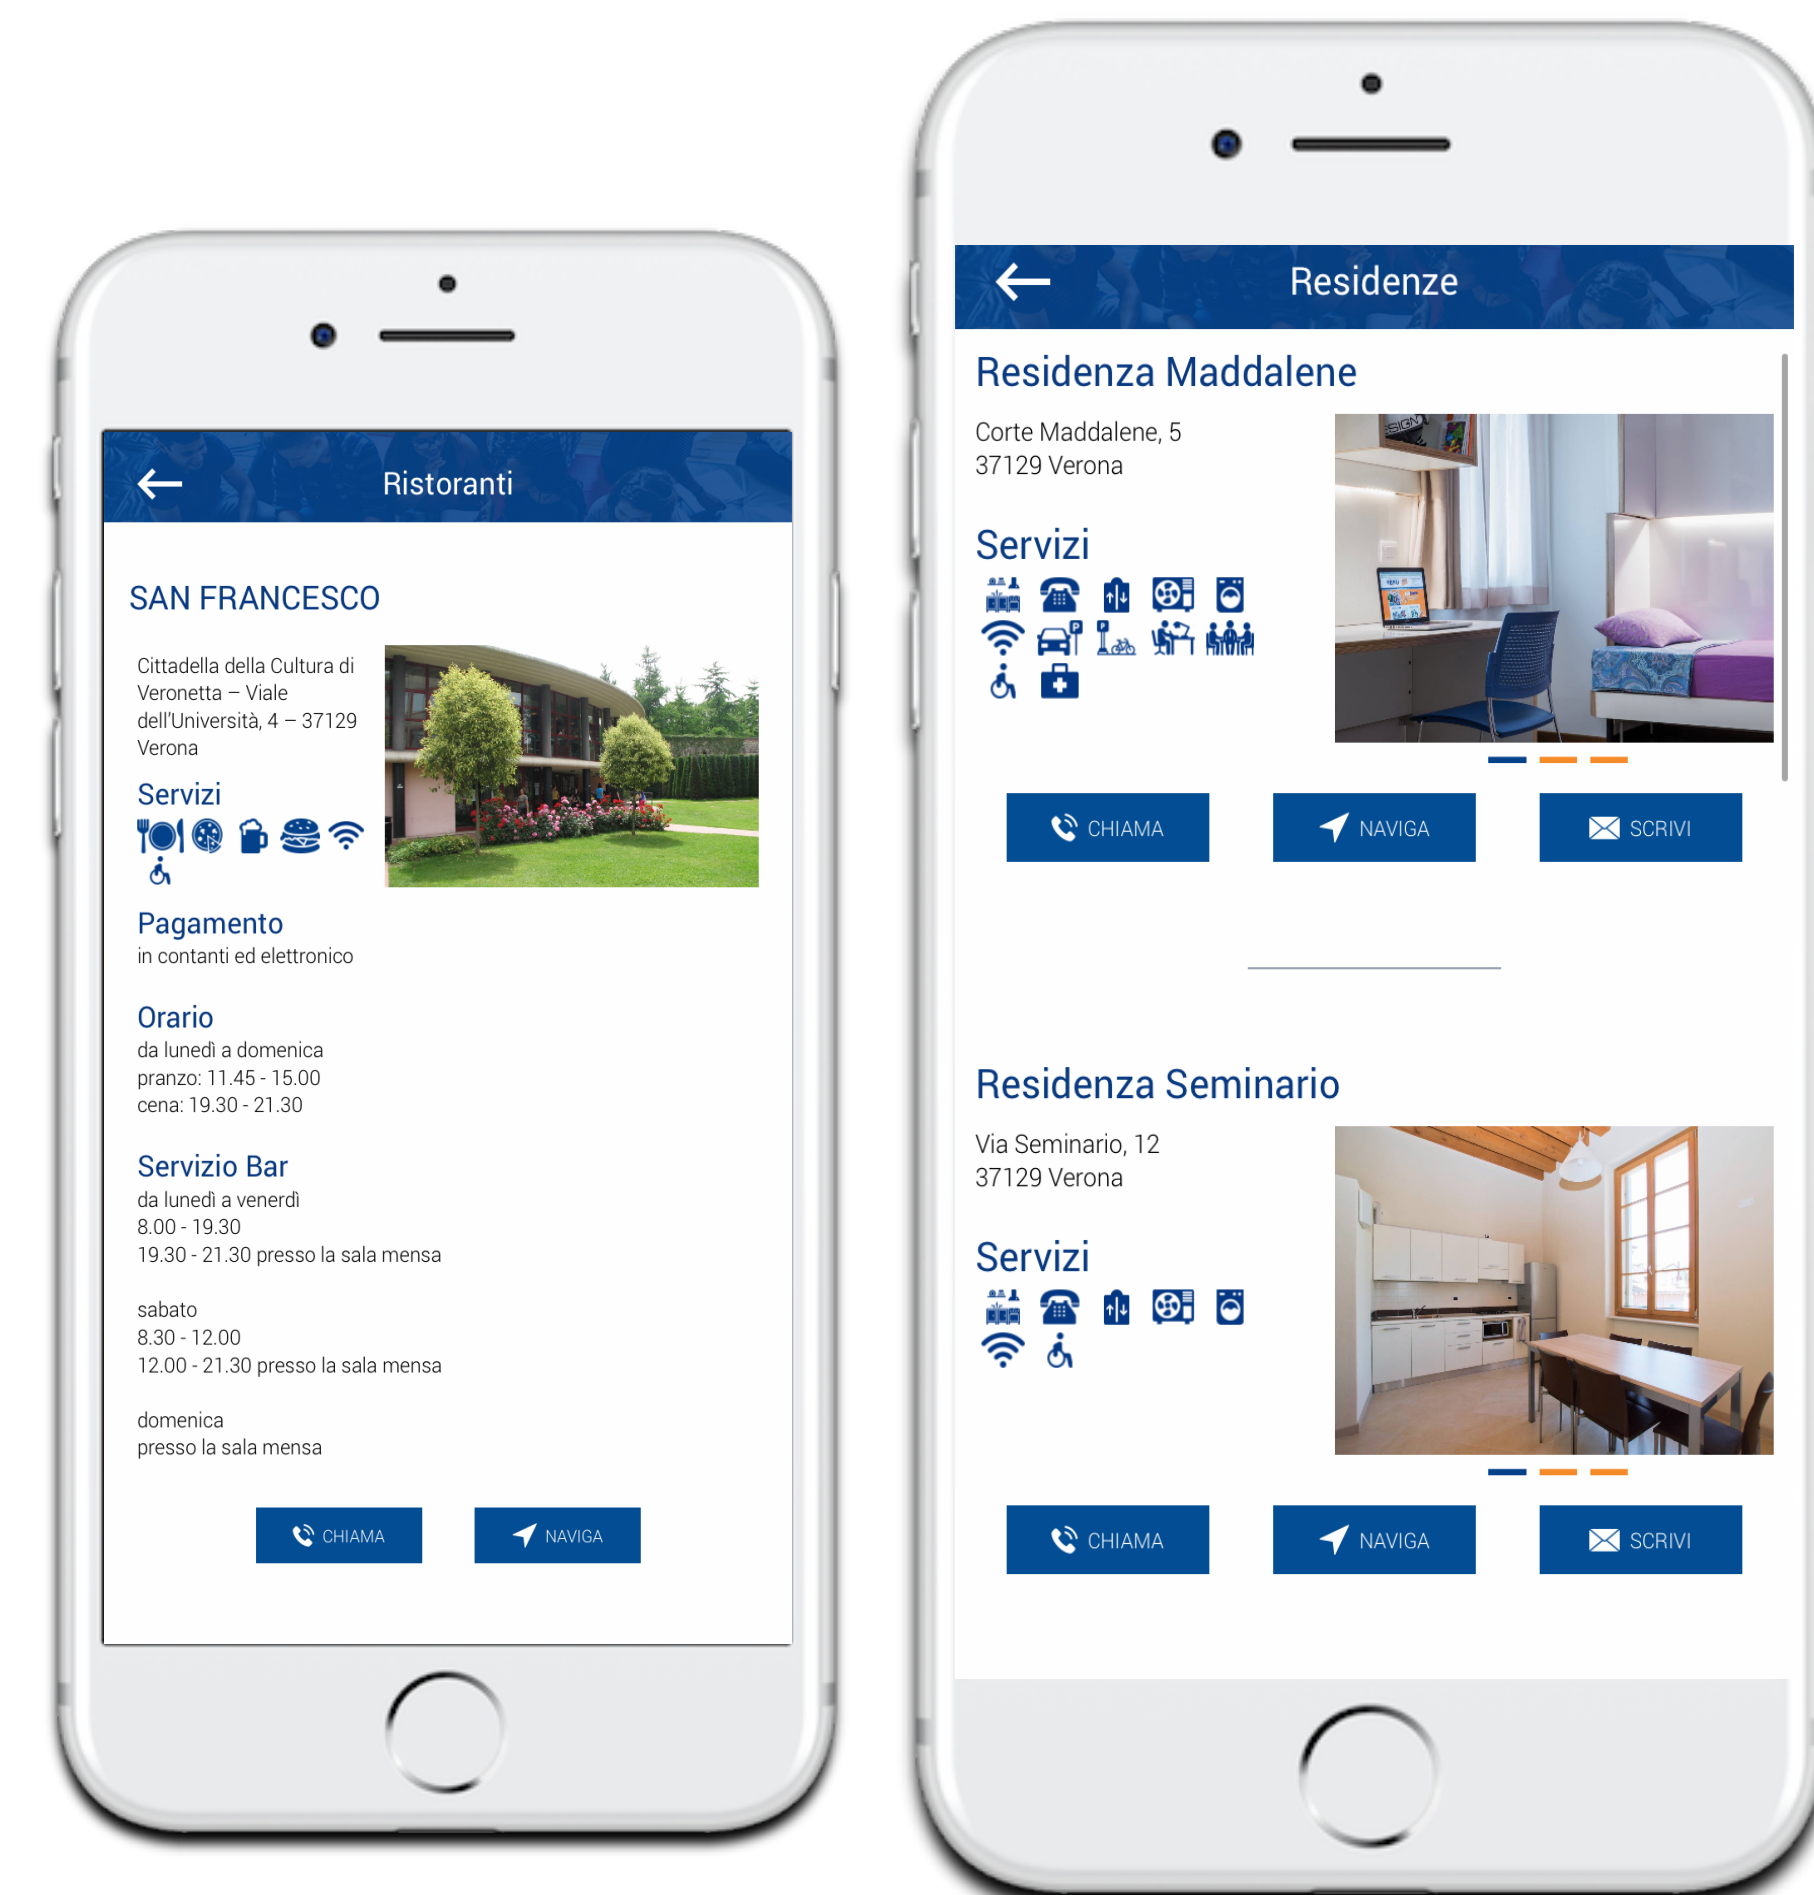 Ristoranti
SAN FRANCESCO
Cittadella della Cultura di
Veronetta – Viale
dell'Università, 4 – 37129
Verona
Servizi
Pagamento
in contanti ed elettronico
Orario
da lunedì a domenica
pranzo: 11.45 - 15.00
cena: 19.30 - 21.30
Servizio Bar
da lunedì a venerdì
8.00 - 19.30
19.30 - 21.30 presso la sala mensa
sabato
8.30 - 12.00
12.00 - 21.30 presso la sala mensa
domenica
presso la sala mensa
CHIAMA
NAVIGA
Residenze
Residenza Maddalene
Corte Maddalene, 5
37129 Verona
Servizi
P
P
DESIGN
CHIAMA
NAVIGA
SCRIVI
Residenza Seminario
Via Seminario, 12
37129 Verona
Servizi
CHIAMA
NAVIGA
SCRIVI